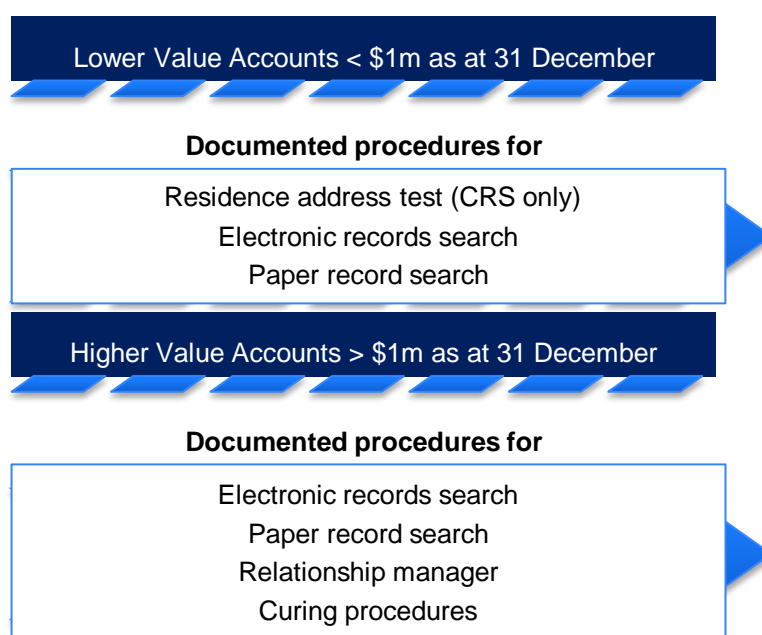 Lower Value Accounts < $1m as at 31 December
Documented procedures for
Residence address test (CRS only)
Electronic records search
Paper record search
Higher Value Accounts > $1m as at 31 December
Documented procedures for
Electronic records search
Paper record search
Relationship manager
Curing procedures